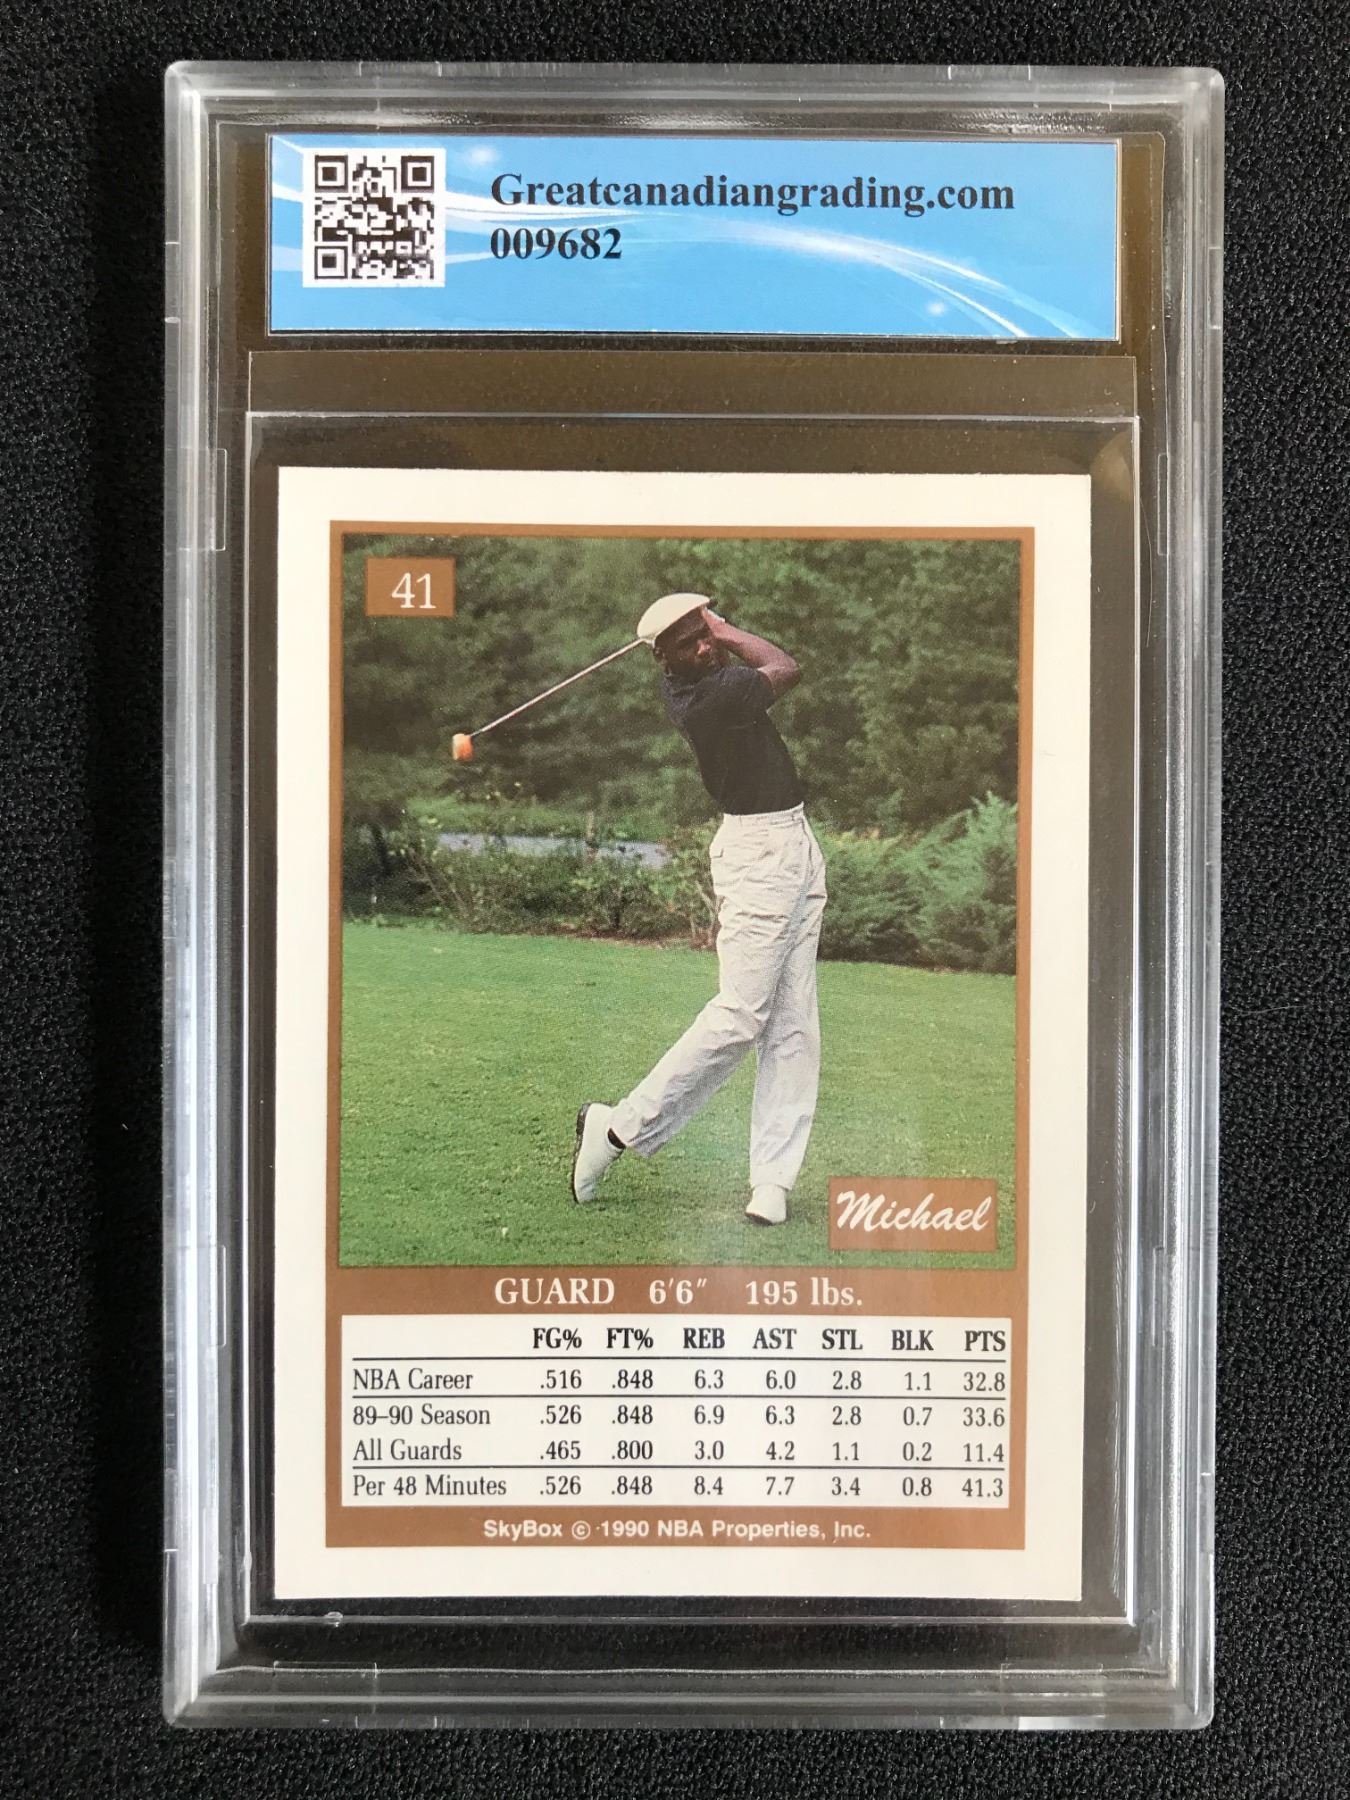 Greatcanadiangrading.com
009682
41
Michael
GUARD 6'6" 195 lbs.
FG% FT% REB AST STL BLK PTS
NBA Career .516 .848 6.3 6.0 2.8 1.1 32.8
89–90 Season .526 .848 6.9 6.3 2.8 0.7 33.6
All Guards .465 .800 3.0 4.2 1.1 0.2 11.4
Per 48 Minutes .526 .848 8.4 7.7 3.4 0.8 41.3
SkyBox © 1990 NBA Properties, Inc.